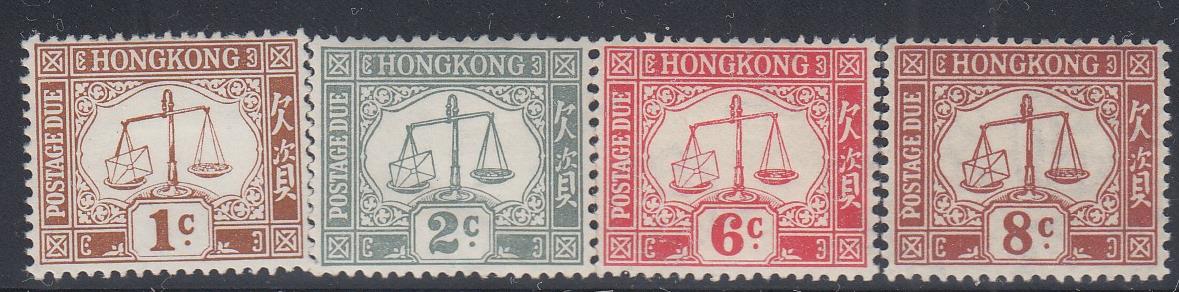 HONGKONG
POSTAGE DUE
欠資
1c.
HONGKONG
POSTAGE DUE
欠資
2c.
HONGKONG
POSTAGE DUE
欠資
6c.
HONGKONG
POSTAGE DUE
欠資
8c.